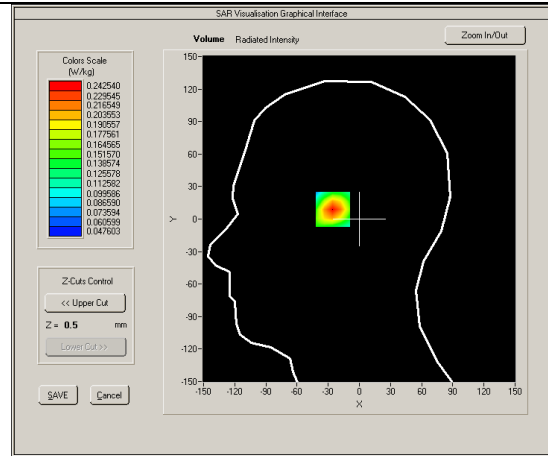 SAR Visualisation Graphical Interface
Volume Radiated Intensity
Zoom In/Out
Colors Scale
(W/kg)
0.242540
0.229545
0.216549
0.203553
0.190557
0.177561
0.164565
0.151570
0.138574
0.125578
0.112582
0.099586
0.086590
0.073594
0.060599
0.047603
Z-Cuts Control
<< Upper Cut
Z = 0.5 mm
Lower Cut >>
SAVE Cancel
150
120
90
60
30
Y 0
-30
-60
-90
-120
-150
-150 -120 -90 -60 -30 0 30 60 90 120 150
X